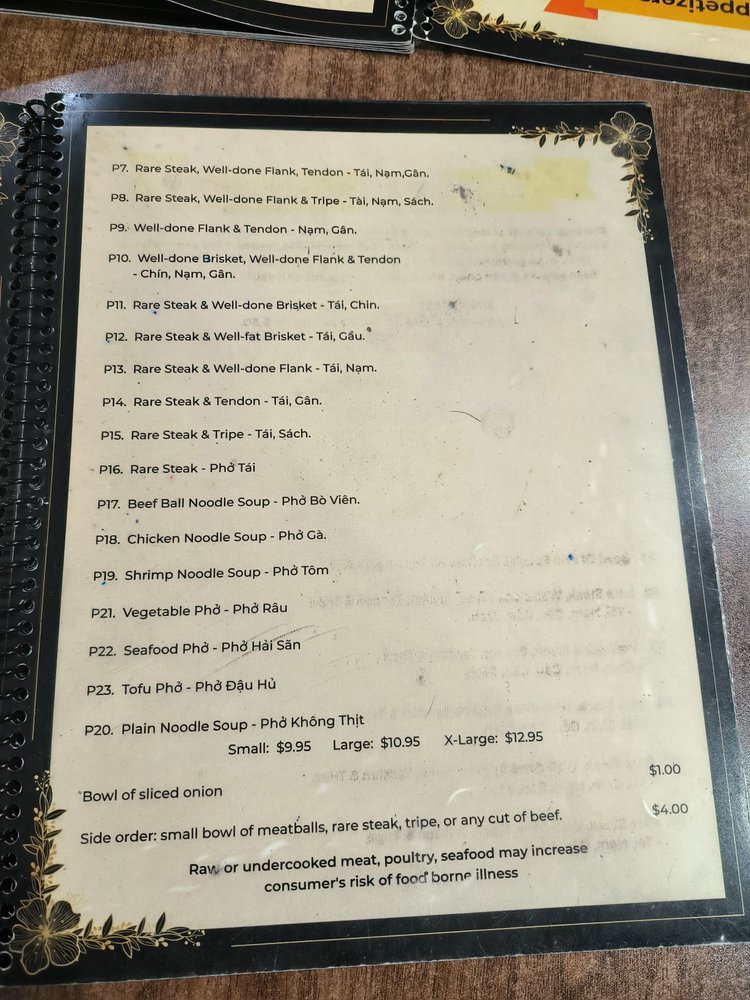 ppetizers
P7. Rare Steak, Well-done Flank, Tendon - Tái, Nạm,Gân.
P8. Rare Steak, Well-done Flank & Tripe - Tài, Nạm, Sách.
P9. Well-done Flank & Tendon - Nạm, Gân.
P10. Well-done Brisket, Well-done Flank & Tendon
- Chín, Nạm, Gân.
P11. Rare Steak & Well-done Brisket - Tái, Chin.
P12. Rare Steak & Well-fat Brisket - Tái, Gầu.
P13. Rare Steak & Well-done Flank - Tái, Nạm.
P14. Rare Steak & Tendon - Tái, Gân.
P15. Rare Steak & Tripe - Tái, Sách.
P16. Rare Steak - Phở Tái
P17. Beef Ball Noodle Soup - Phở Bò Viên.
P18. Chicken Noodle Soup - Phở Gà.
P19. Shrimp Noodle Soup - Phở Tôm
P21. Vegetable Phở - Phở Râu
P22. Seafood Phở - Phở Hải Sãn
P23. Tofu Phở - Phở Đậu Hủ
P20. Plain Noodle Soup - Phở Không Thịt
Small: $9.95 Large: $10.95 X-Large: $12.95
Bowl of sliced onion $1.00
Side order: small bowl of meatballs, rare steak, tripe, or any cut of beef. $4.00
Raw or undercooked meat, poultry, seafood may increase
consumer's risk of food borne illness